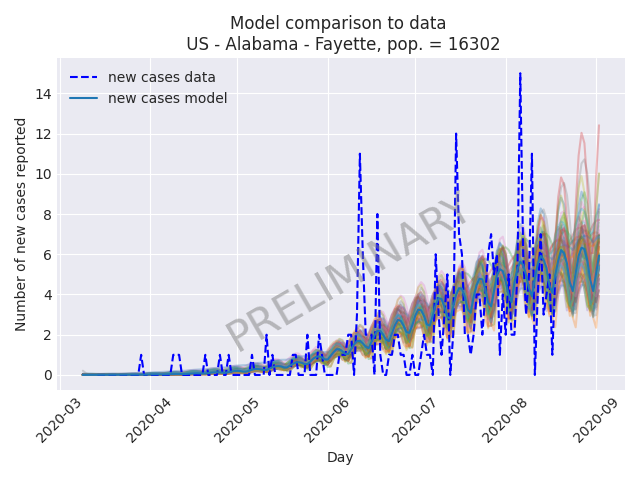 Model comparison to data
US - Alabama - Fayette, pop. = 16302
new cases data
new cases model
PRELIMINARY
Number of new cases reported
14
12
10
8
6
4
2
0
2020-03
2020-04
2020-05
2020-06
2020-07
2020-08
2020-09
Day